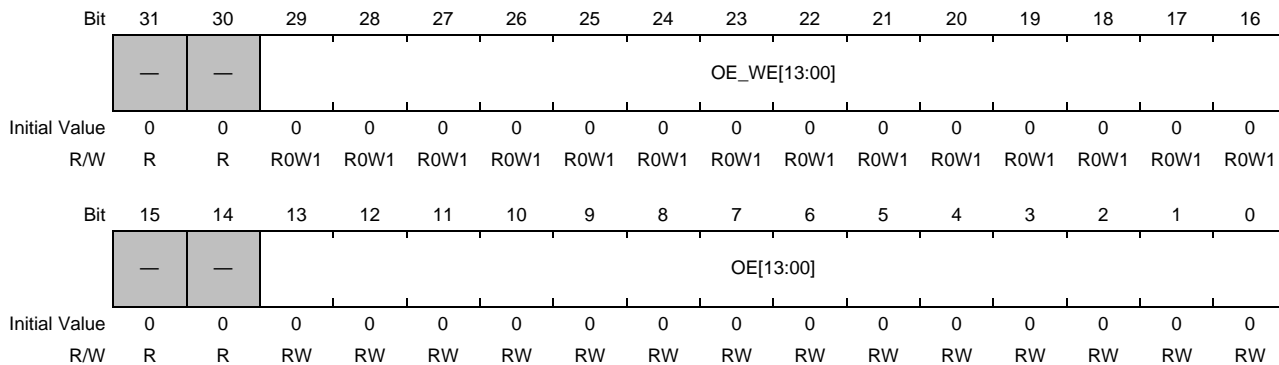 Bit 31 30 29 28 27 26 25 24 23 22 21 20 19 18 17 16
— — OE_WE[13:00]
Initial Value 0 0 0 0 0 0 0 0 0 0 0 0 0 0 0 0
R/W R R R0W1 R0W1 R0W1 R0W1 R0W1 R0W1 R0W1 R0W1 R0W1 R0W1 R0W1 R0W1 R0W1 R0W1
Bit 15 14 13 12 11 10 9 8 7 6 5 4 3 2 1 0
— — OE[13:00]
Initial Value 0 0 0 0 0 0 0 0 0 0 0 0 0 0 0 0
R/W R R RW RW RW RW RW RW RW RW RW RW RW RW RW RW